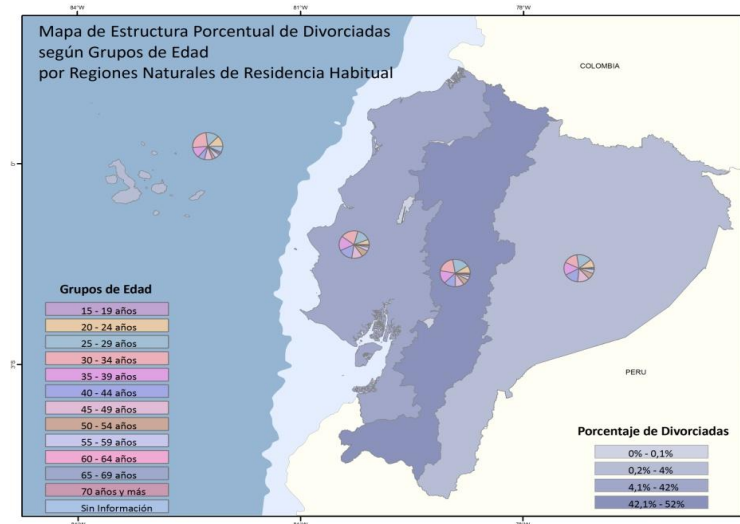 84°W
81°W
78°W
Mapa de Estructura Porcentual de Divorciadas
según Grupos de Edad
por Regiones Naturales de Residencia Habitual
COLOMBIA
0°
3°S
PERU
Grupos de Edad
15 - 19 años
20 - 24 años
25 - 29 años
30 - 34 años
35 - 39 años
40 - 44 años
45 - 49 años
50 - 54 años
55 - 59 años
60 - 64 años
65 - 69 años
70 años y más
Sin Información
Porcentaje de Divorciadas
0% - 0,1%
0,2% - 4%
4,1% - 42%
42,1% - 52%
81°W
78°W